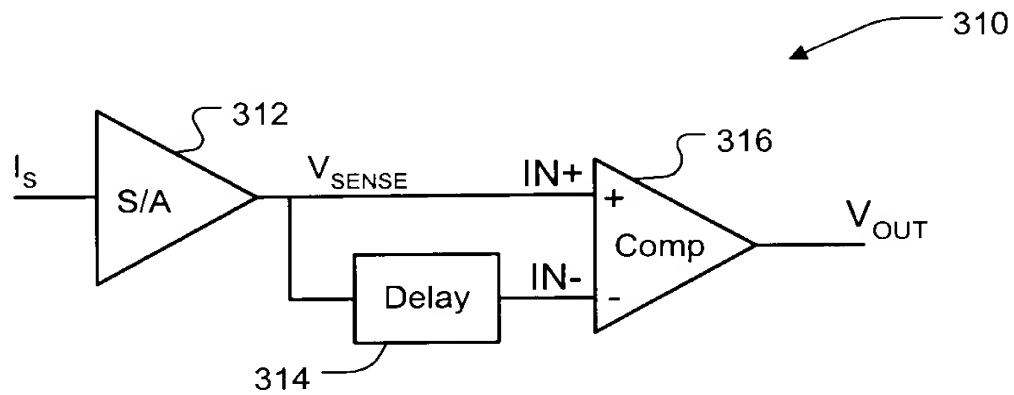 310
312
316
I_S
S/A
V_SENSE
IN+
+
Comp
V_OUT
IN-
-
Delay
314